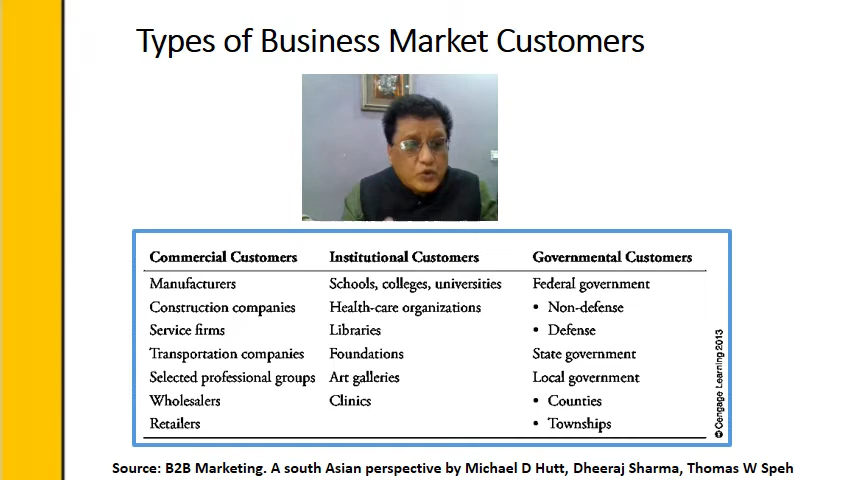 Types of Business Market Customers
Commercial Customers Institutional Customers Governmental Customers
Manufacturers Schools, colleges, universities Federal government
Construction companies Health-care organizations • Non-defense
Service firms Libraries • Defense
Transportation companies Foundations State government
Selected professional groups Art galleries Local government
Wholesalers Clinics • Counties
Retailers • Townships
© Cengage Learning 2013
Source: B2B Marketing. A south Asian perspective by Michael D Hutt, Dheeraj Sharma, Thomas W Speh